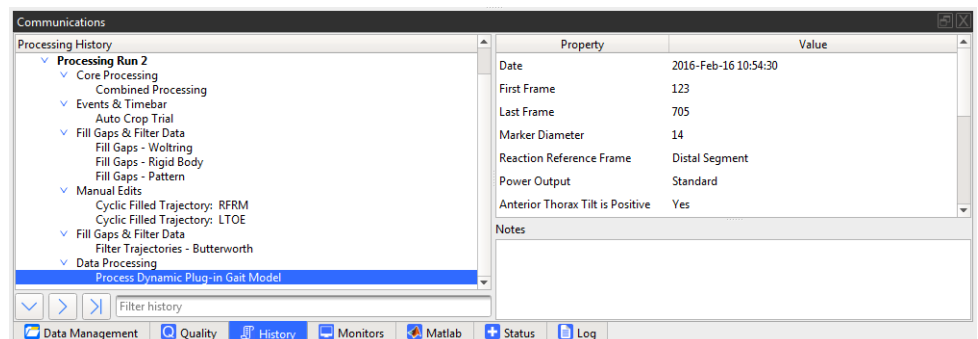 Communications
Processing History
Processing Run 2
Core Processing
Combined Processing
Events & Timebar
Auto Crop Trial
Fill Gaps & Filter Data
Fill Gaps - Woltring
Fill Gaps - Rigid Body
Fill Gaps - Pattern
Manual Edits
Cyclic Filled Trajectory: RFRM
Cyclic Filled Trajectory: LTOE
Fill Gaps & Filter Data
Filter Trajectories - Butterworth
Data Processing
Process Dynamic Plug-in Gait Model
Filter history
Property Value
Date 2016-Feb-16 10:54:30
First Frame 123
Last Frame 705
Marker Diameter 14
Reaction Reference Frame Distal Segment
Power Output Standard
Anterior Thorax Tilt is Positive Yes
Notes
Data Management Quality History Monitors Matlab Status Log